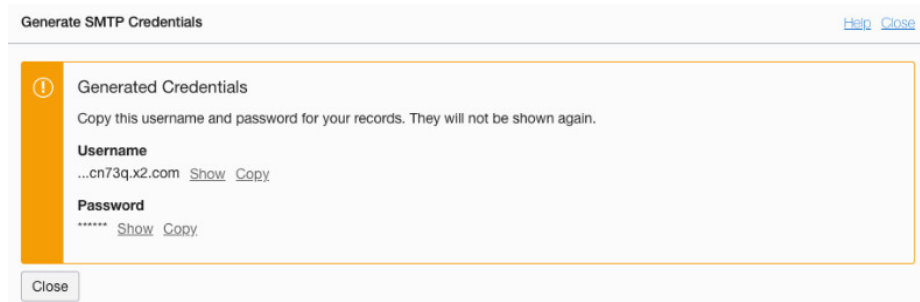 Generate SMTP Credentials Help Close
Generated Credentials
Copy this username and password for your records. They will not be shown again.
Username
...cn73q.x2.com Show Copy
Password
****** Show Copy
Close